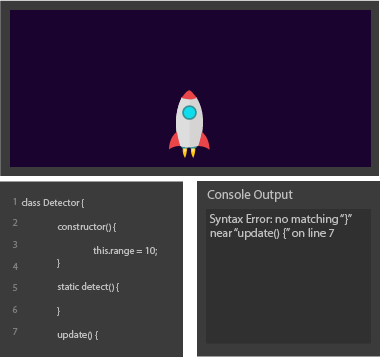 1 class Detector {
2 constructor() {
3 this.range = 10;
4 }
5 static detect() {
6 }
7 update() {
Console Output
Syntax Error: no matching “}”
near “update() {” on line 7